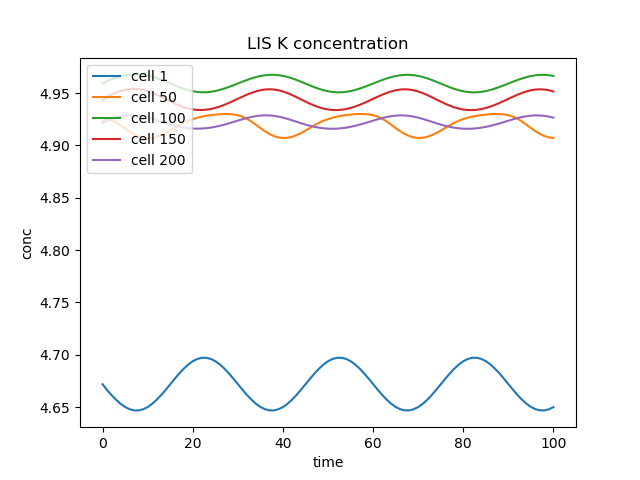 LIS K concentration
cell 1
cell 50
cell 100
cell 150
cell 200
conc
4.95
4.90
4.85
4.80
4.75
4.70
4.65
0 20 40 60 80 100
time